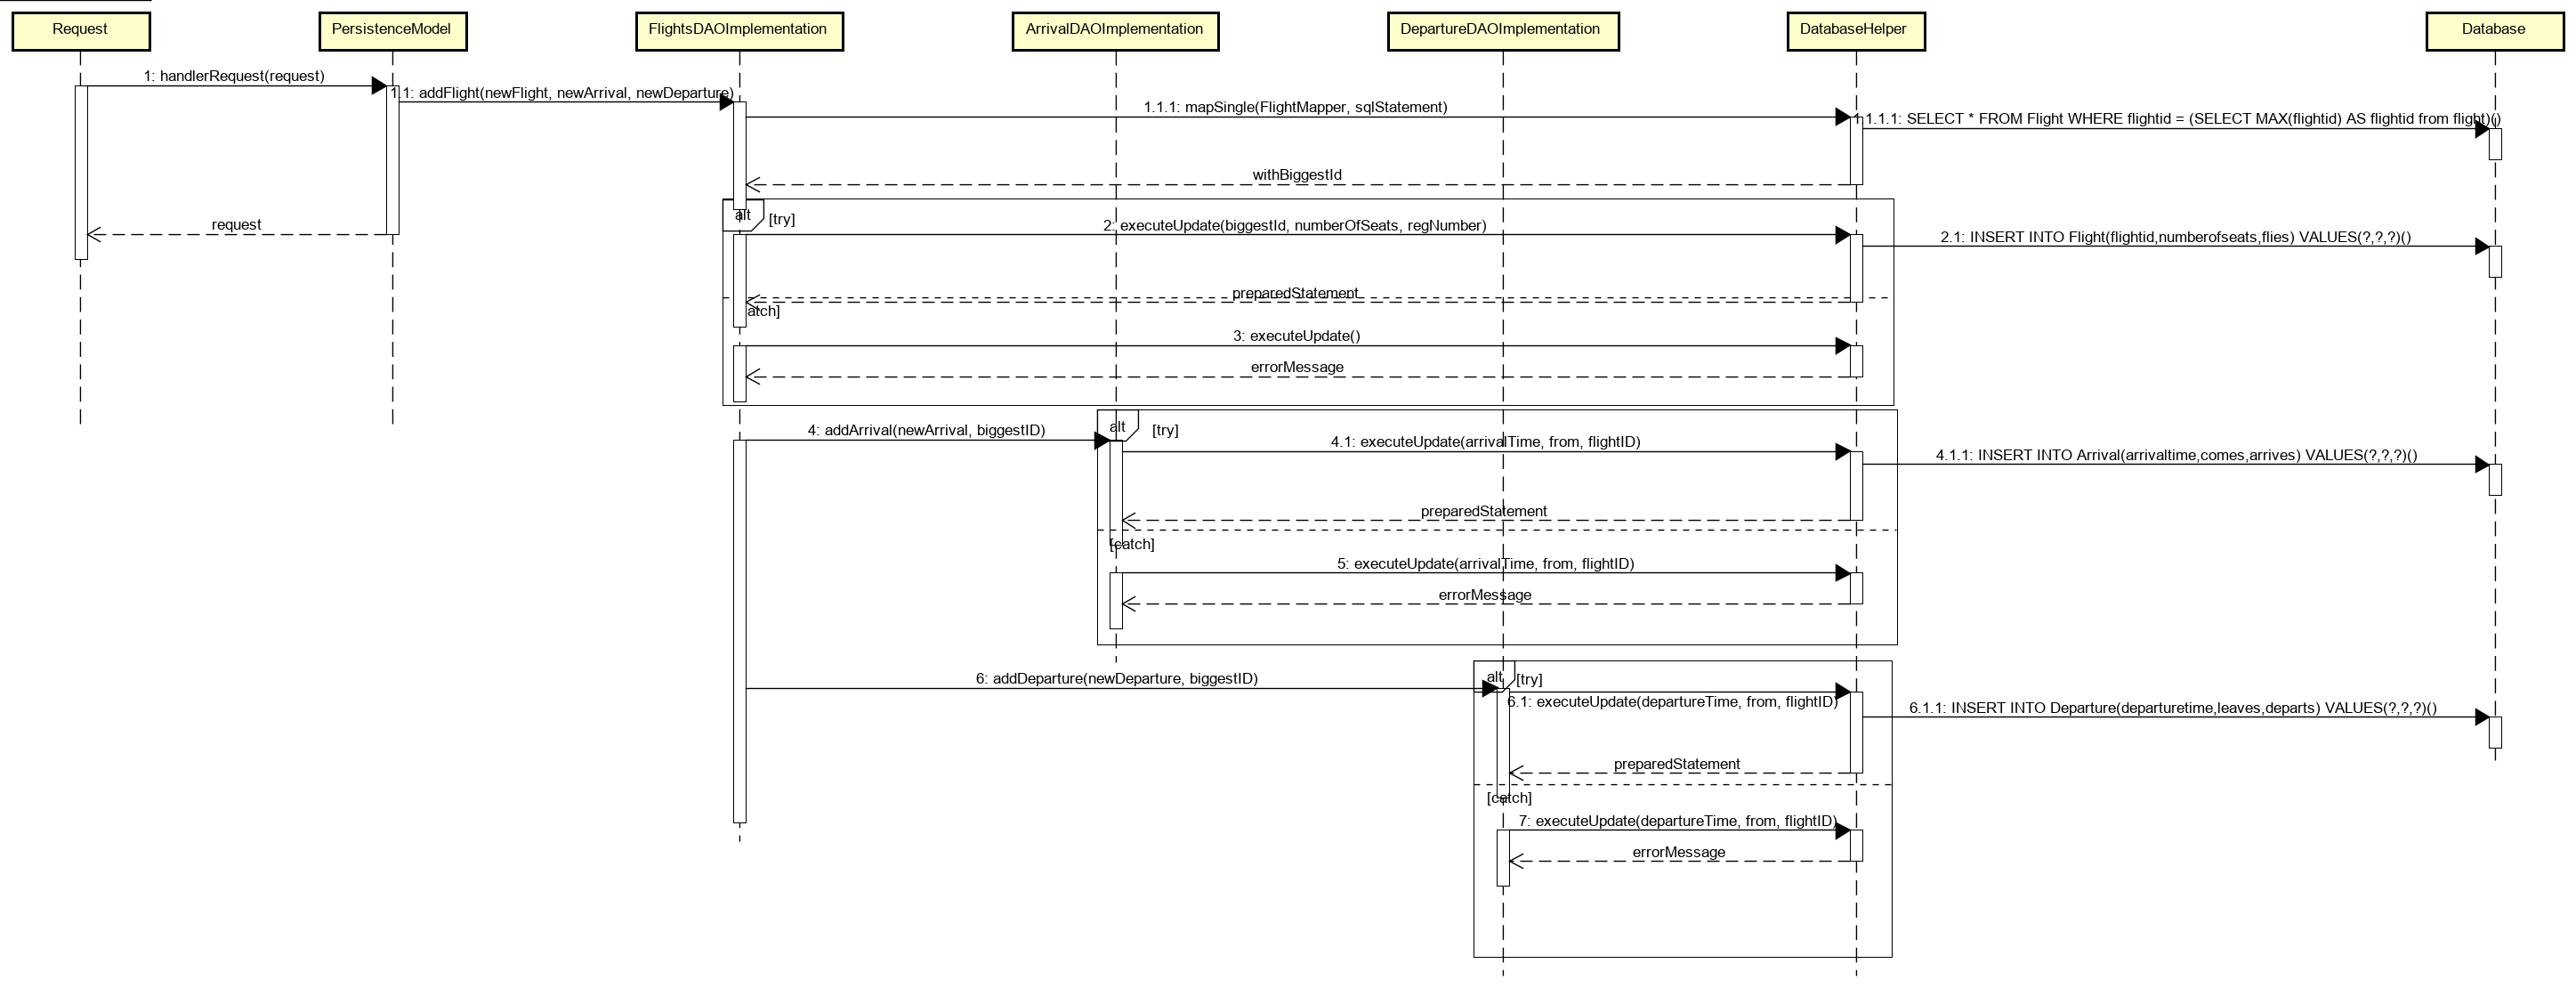 Request
PersistenceModel
FlightsDAOImplementation
ArrivalDAOImplementation
DepartureDAOImplementation
DatabaseHelper
Database
1: handlerRequest(request)
1.1: addFlight(newFlight, newArrival, newDeparture)
1.1.1: mapSingle(FlightMapper, sqlStatement)
1.1.1.1: SELECT * FROM Flight WHERE flightid = (SELECT MAX(flightid) AS flightid from flight)()
withBiggestId
alt
[try]
request
2: executeUpdate(biggestId, numberOfSeats, regNumber)
2.1: INSERT INTO Flight(flightid,numberofseats,flies) VALUES(?,?,?)()
preparedStatement
atch]
3: executeUpdate()
errorMessage
alt
[try]
4: addArrival(newArrival, biggestID)
4.1: executeUpdate(arrivalTime, from, flightID)
4.1.1: INSERT INTO Arrival(arrivaltime,comes,arrives) VALUES(?,?,?)()
preparedStatement
[catch]
5: executeUpdate(arrivalTime, from, flightID)
errorMessage
alt
[try]
6: addDeparture(newDeparture, biggestID)
6.1: executeUpdate(departureTime, from, flightID)
6.1.1: INSERT INTO Departure(departuretime,leaves,departs) VALUES(?,?,?)()
preparedStatement
[catch]
7: executeUpdate(departureTime, from, flightID)
errorMessage